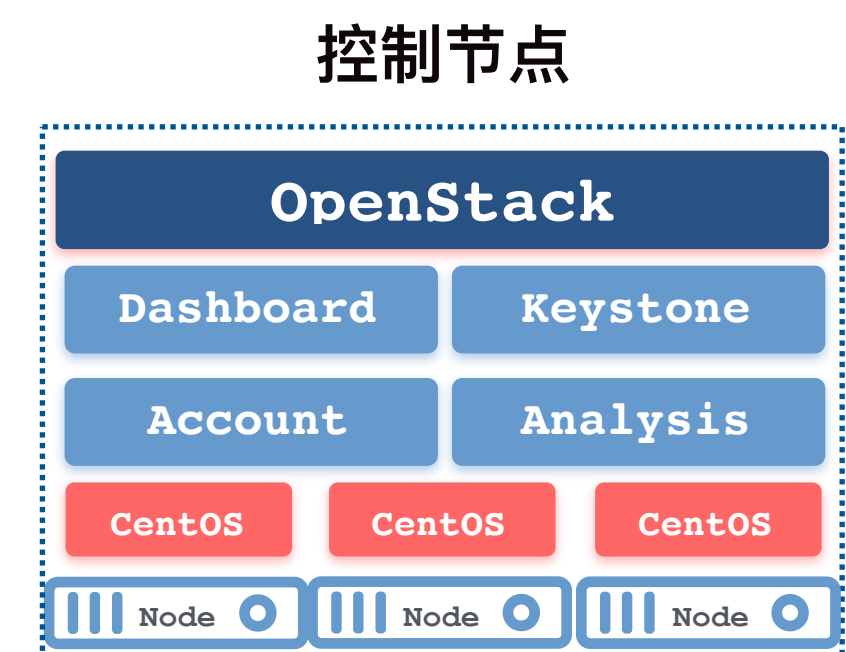 控制节点
OpenStack
Dashboard Keystone
Account Analysis
CentOS CentOS CentOS
Node Node Node